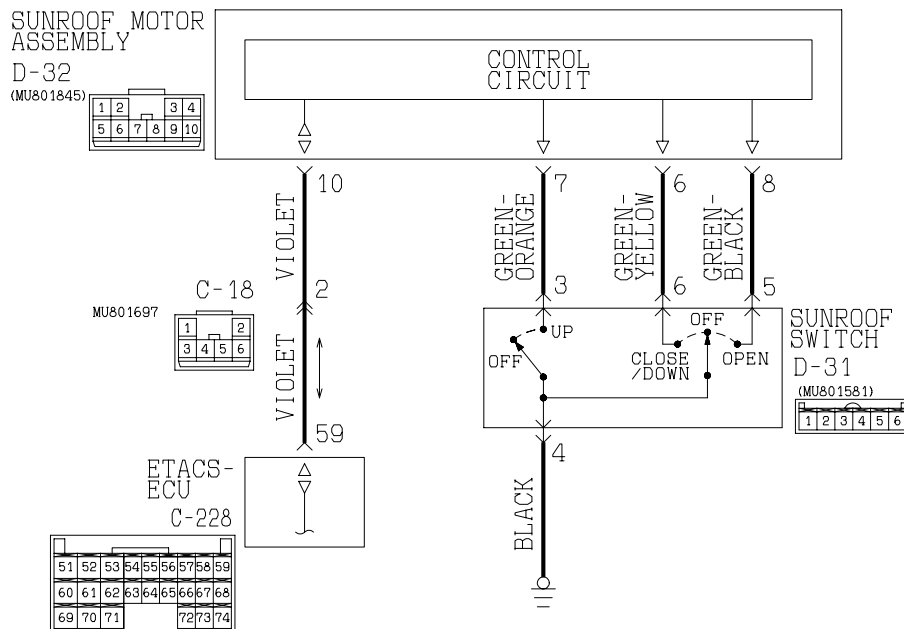 SUNROOF MOTOR
ASSEMBLY
D-32
(MU801845)
1 2 3 4
5 6 7 8 9 10
CONTROL
CIRCUIT
10
7
6
8
VIOLET
GREEN-
ORANGE
GREEN-
YELLOW
GREEN-
BLACK
C-18
MU801697
1 2
3 4 5 6
2
3
6
5
VIOLET
OFF
UP
CLOSE
/DOWN
OFF
OPEN
SUNROOF
SWITCH
D-31
(MU801581)
1 2 3 4 5 6
59
4
BLACK
ETACS-
ECU
C-228
51 52 53 54 55 56 57 58 59
60 61 62 63 64 65 66 67 68
69 70 71 72 73 74